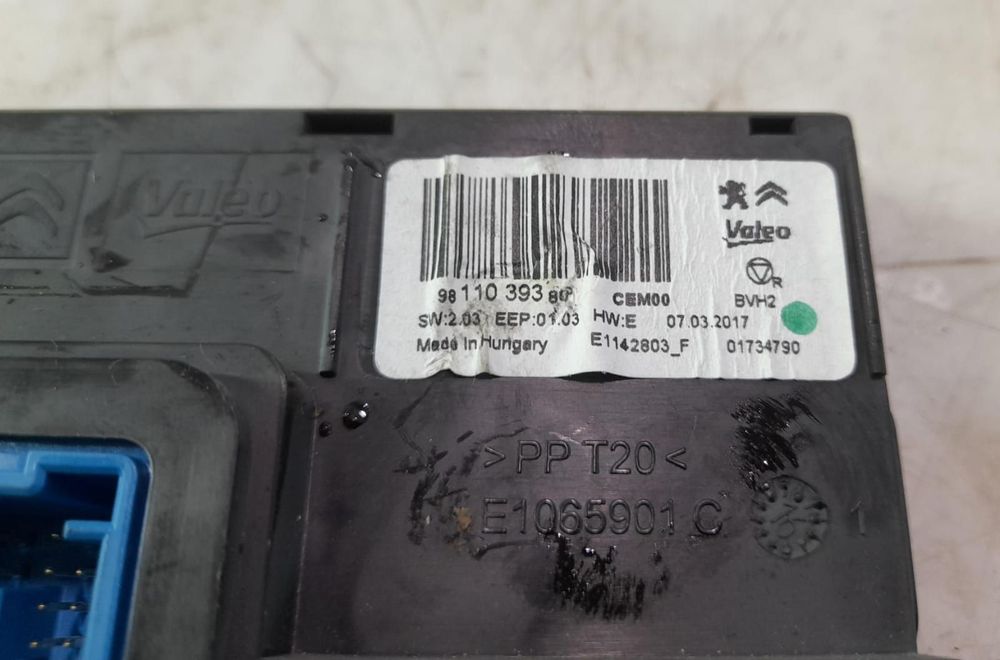 Valeo
Valeo
R
98 110 393 80 CEM00 BVH2
SW:2.03 EEP:01.03 HW:E 07.03.2017
Made In Hungary E1142803_F 01734790
>PP T20<
E1065901 C 1